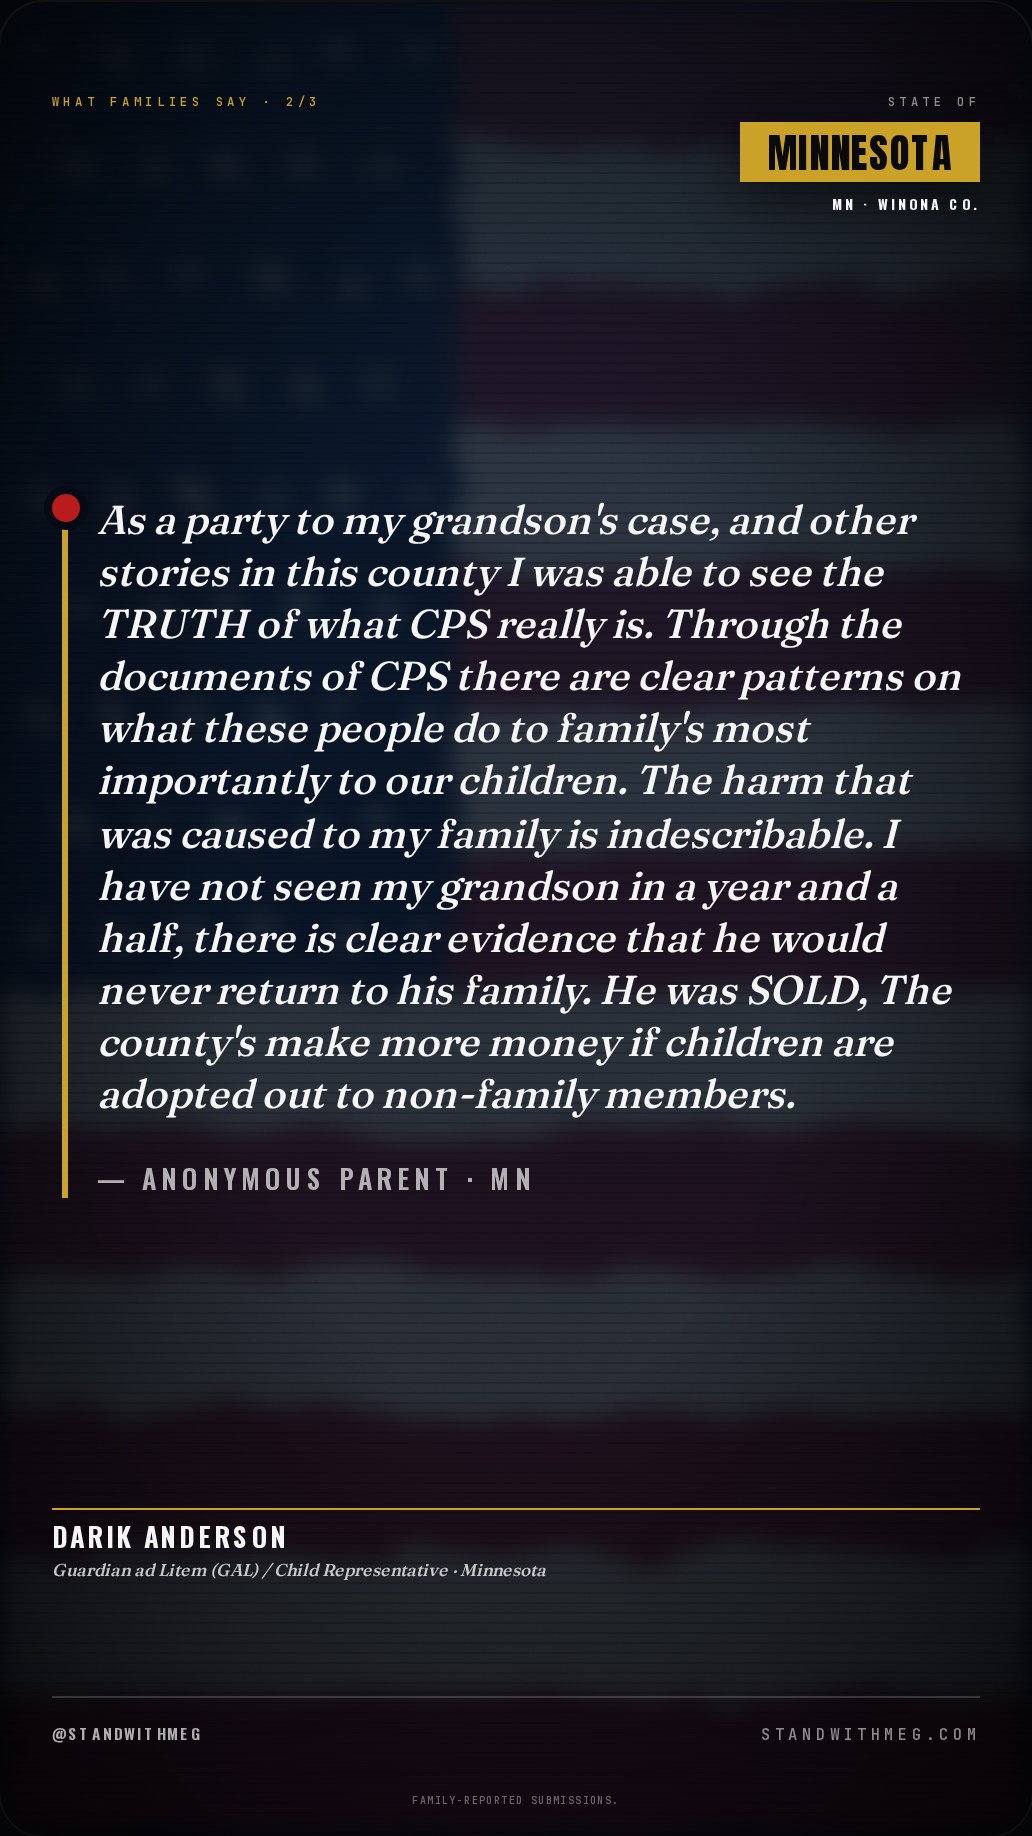 WHAT FAMILIES SAY · 2/3
STATE OF
MINNESOTA
MN · WINONA CO.
As a party to my grandson's case, and other
stories in this county I was able to see the
TRUTH of what CPS really is. Through the
documents of CPS there are clear patterns on
what these people do to family's most
importantly to our children. The harm that
was caused to my family is indescribable. I
have not seen my grandson in a year and a
half, there is clear evidence that he would
never return to his family. He was SOLD, The
county's make more money if children are
adopted out to non-family members.
— ANONYMOUS PARENT · MN
DARIK ANDERSON
Guardian ad Litem (GAL) / Child Representative · Minnesota
@STANDWITHMEG
STANDWITHMEG.COM
FAMILY-REPORTED SUBMISSIONS.